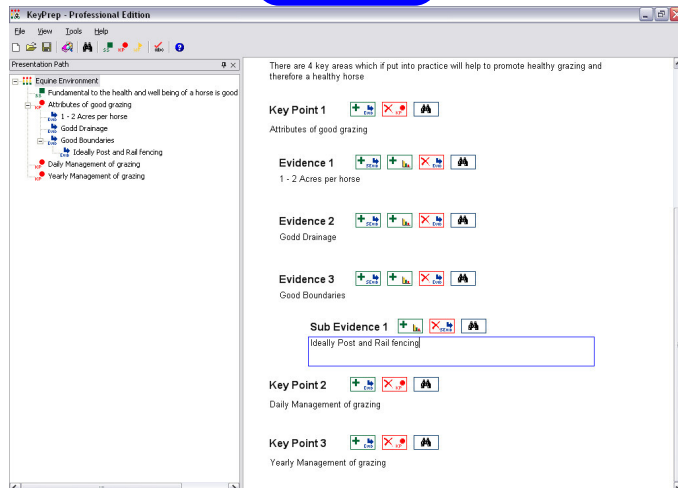 KeyPrep - Professional Edition
File View Tools Help
Presentation Path
There are 4 key areas which if put into practice will help to promote healthy grazing and
therefore a healthy horse
Equine Environment
Fundamental to the health and well being of a horse is good
Attributes of good grazing
1 - 2 Acres per horse
Godd Drainage
Good Boundaries
Ideally Post and Rail fencing
Daily Management of grazing
Yearly Management of grazing
Key Point 1
Attributes of good grazing
Evidence 1
1 - 2 Acres per horse
Evidence 2
Godd Drainage
Evidence 3
Good Boundaries
Sub Evidence 1
Ideally Post and Rail fencing
Key Point 2
Daily Management of grazing
Key Point 3
Yearly Management of grazing